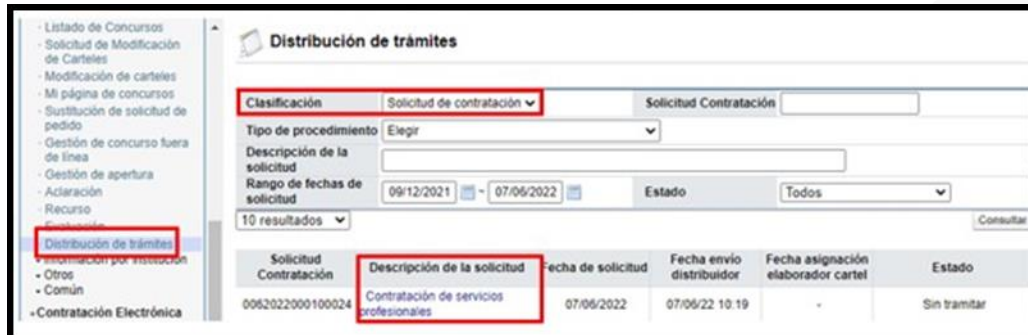 - Listado de Concursos
- Solicitud de Modificación
de Carteles
- Modificación de carteles
- Mi página de concursos
- Sustitución de solicitud de
pedido
- Gestión de concurso fuera
de línea
- Gestión de apertura
- Aclaración
- Recurso
- Evaluación
Distribución de trámites
Información por Institución
Otros
Común
Contratación Electrónica
Distribución de trámites
Clasificación Solicitud de contratación Solicitud Contratación
Tipo de procedimiento Elegir
Descripción de la
solicitud
Rango de fechas de
solicitud 09/12/2021 ~ 07/06/2022 Estado Todos
10 resultados Consultar
Solicitud
Contratación Descripción de la solicitud Fecha de solicitud Fecha envío
distribuidor Fecha asignación
elaborador cartel Estado
0062022000100024 Contratación de servicios
profesionales 07/06/2022 07/06/22 10:19 - Sin tramitar